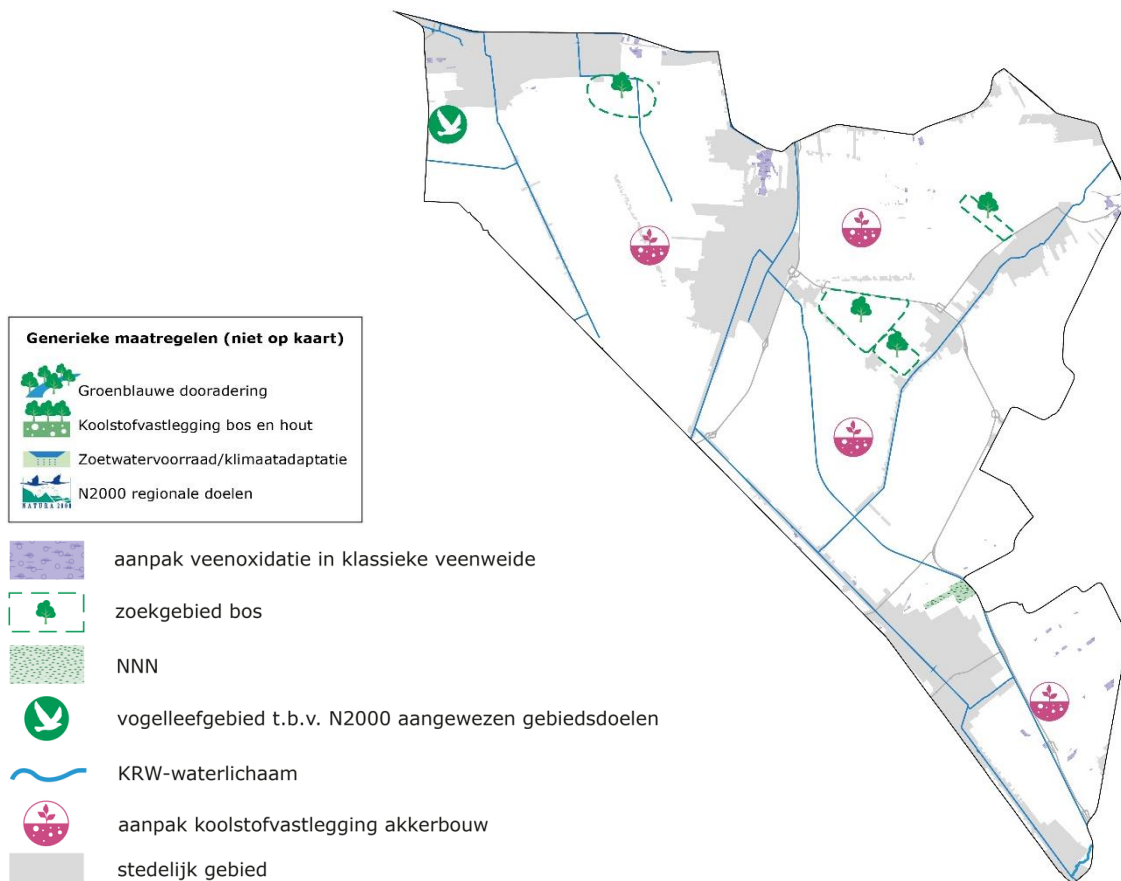 Generieke maatregelen (niet op kaart)
Groenblauwe dooradering
Koolstofvastlegging bos en hout
Zoetwatervoorraad/klimaatadaptatie
N2000 regionale doelen
NATURA 2000
aanpak veenoxidatie in klassieke veenweide
zoekgebied bos
NNN
vogelleefgebied t.b.v. N2000 aangewezen gebiedsdoelen
KRW-waterlichaam
aanpak koolstofvastlegging akkerbouw
stedelijk gebied